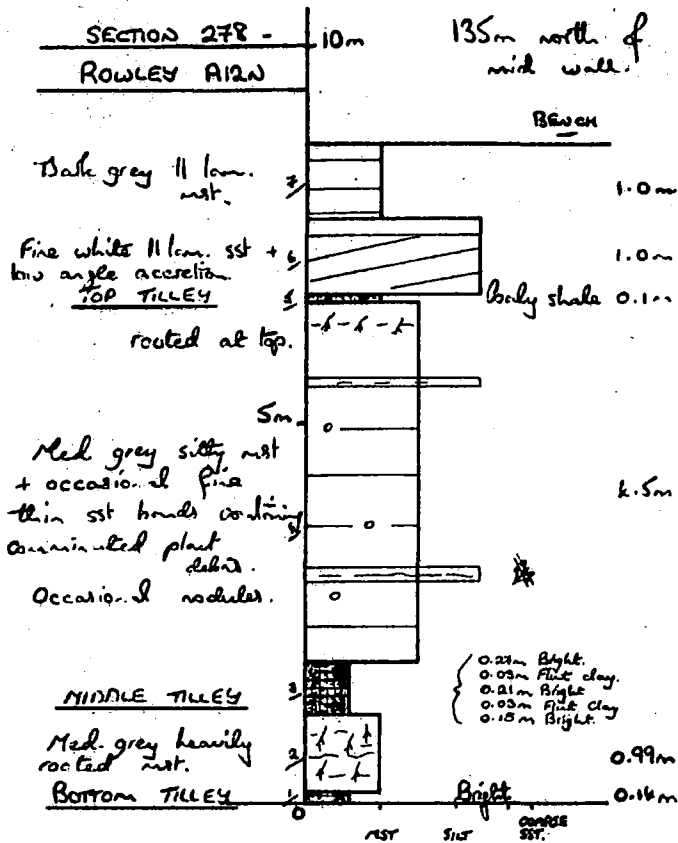 SECTION 278 -
ROWLEY A12N
10m
135m north of
mid wall.
BENCH
Dark grey || lam.
mst.
7
1.0m
Fine white || lam. sst +
low angle accretion.
6
1.0m
TOP TILLEY
5
Coaly shale 0.1m
rooted at top.
5m
Med grey silty mst
+ occasional fine
thin sst bands containing
comminuted plant
debris.
Occasional nodules.
4.5m
0.27m Bright.
0.03m Flint clay.
0.21m Bright
0.03m Flint Clay
0.15m Bright.
MIDDLE TILLEY
3
Med. grey heavily
rooted mst.
2
0.99m
BOTTOM TILLEY
1
Bright
0.14m
0
MST
SILT
COARSE
SST.